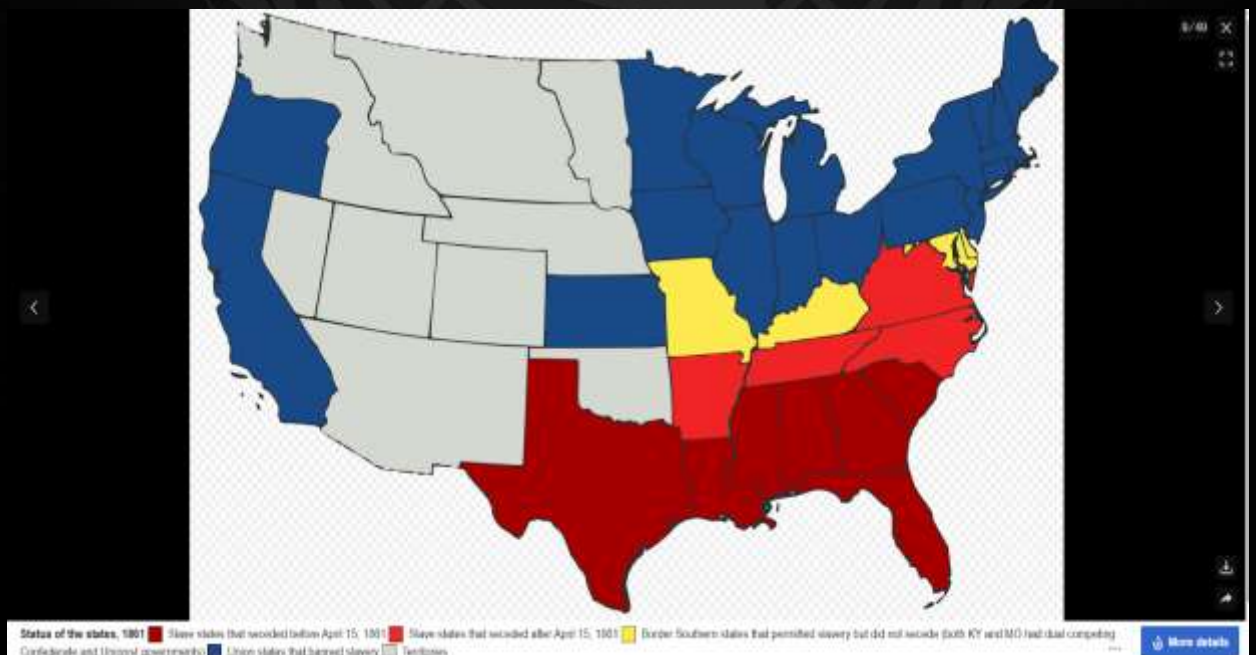 8/40
Status of the states, 1861 Slave states that seceded before April 15, 1861 Slave states that seceded after April 15, 1861 Border Southern states that permitted slavery but did not secede (both KY and MO had dual competing
Confederate and Unionist governments) Union states that banned slavery Territories
More details